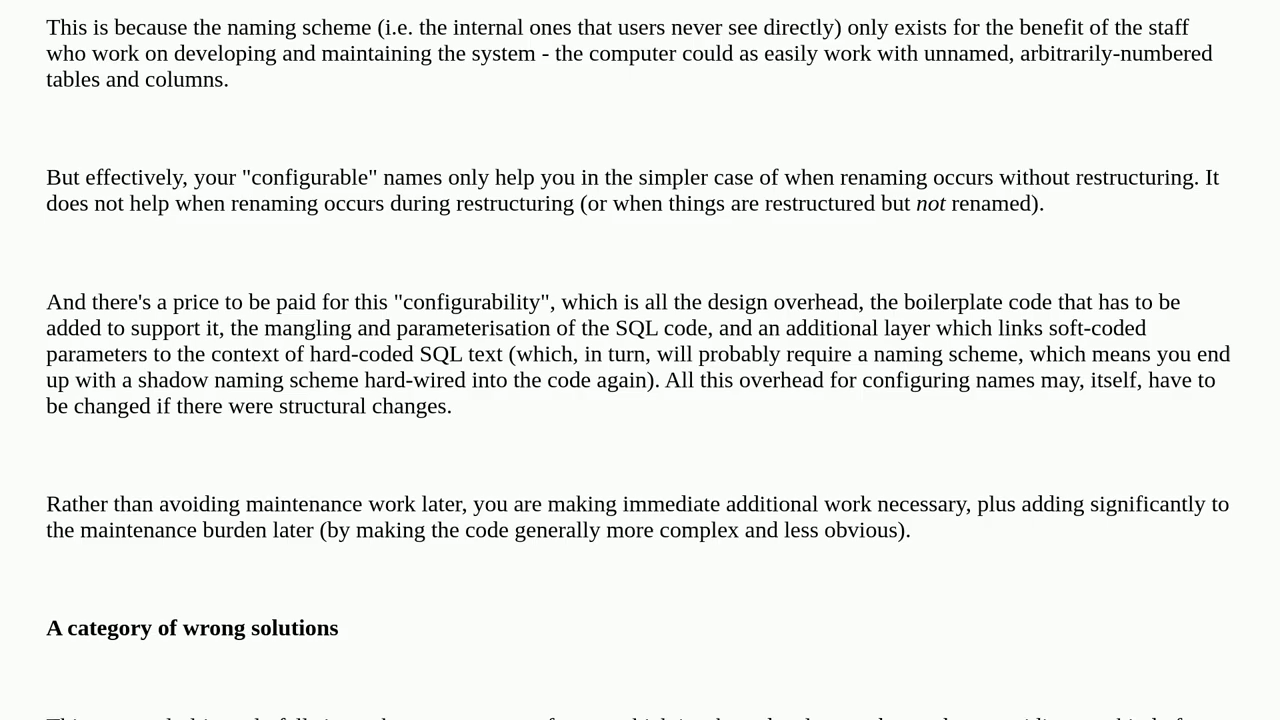 This is because the naming scheme (i.e. the internal ones that users never see directly) only exists for the benefit of the staff
who work on developing and maintaining the system - the computer could as easily work with unnamed, arbitrarily-numbered
tables and columns.
But effectively, your "configurable" names only help you in the simpler case of when renaming occurs without restructuring. It
does not help when renaming occurs during restructuring (or when things are restructured but not renamed).
And there's a price to be paid for this "configurability", which is all the design overhead, the boilerplate code that has to be
added to support it, the mangling and parameterisation of the SQL code, and an additional layer which links soft-coded
parameters to the context of hard-coded SQL text (which, in turn, will probably require a naming scheme, which means you end
up with a shadow naming scheme hard-wired into the code again). All this overhead for configuring names may, itself, have to
be changed if there were structural changes.
Rather than avoiding maintenance work later, you are making immediate additional work necessary, plus adding significantly to
the maintenance burden later (by making the code generally more complex and less obvious).
A category of wrong solutions